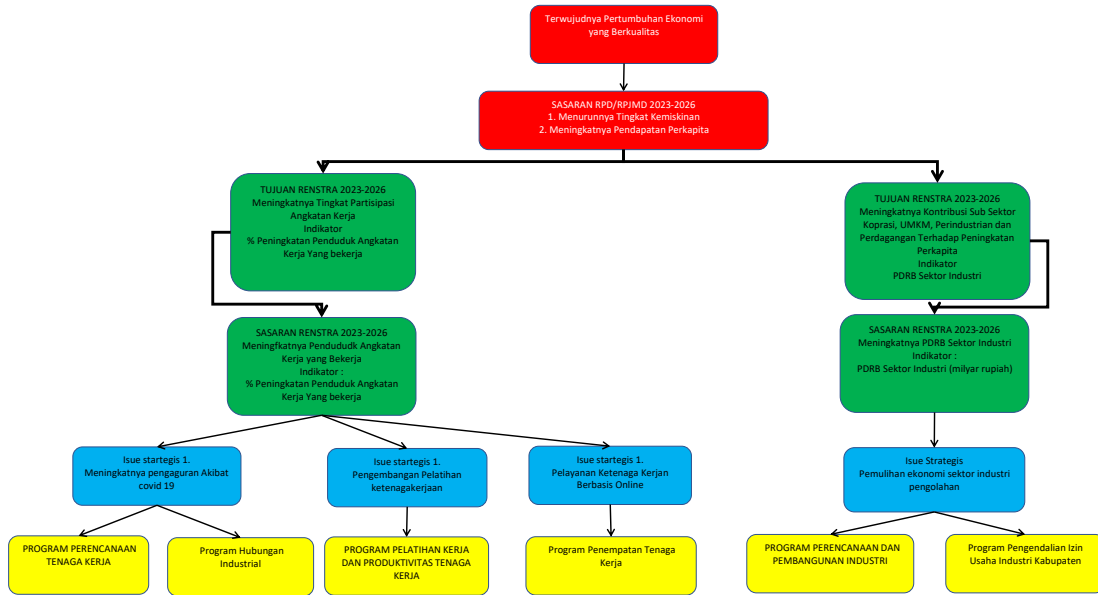 Terwujudnya Pertumbuhan Ekonomi
yang Berkualitas
SASARAN RPD/RPJMD 2023-2026
1. Menurunnya Tingkat Kemiskinan
2. Meningkatnya Pendapatan Perkapita
TUJUAN RENSTRA 2023-2026
Meningkatnya Tingkat Partisipasi
Angkatan Kerja
Indikator
% Peningkatan Penduduk Angkatan
Kerja Yang bekerja
TUJUAN RENSTRA 2023-2026
Meningkatnya Kontribusi Sub Sektor
Koprasi, UMKM, Perindustrian dan
Perdagangan Terhadap Peningkatan
Perkapita
Indikator
PDRB Sektor Industri
SASARAN RENSTRA 2023-2026
Meningfkatnya Pendududk Angkatan
Kerja yang Bekerja
Indikator :
% Peningkatan Penduduk Angkatan
Kerja Yang bekerja
SASARAN RENSTRA 2023-2026
Meningkatnya PDRB Sektor Industri
Indikator :
PDRB Sektor Industri (milyar rupiah)
Isue startegis 1.
Meningkatnya pengaguran Akibat
covid 19
Isue startegis 1.
Pengembangan Pelatihan
ketenagakerjaan
Isue startegis 1.
Pelayanan Ketenaga Kerjan
Berbasis Online
Isue Strategis
Pemulihan ekonomi sektor industri
pengolahan
PROGRAM PERENCANAAN
TENAGA KERJA
Program Hubungan
Industrial
PROGRAM PELATIHAN KERJA
DAN PRODUKTIVITAS TENAGA
KERJA
Program Penempatan Tenaga
Kerja
PROGRAM PERENCANAAN DAN
PEMBANGUNAN INDUSTRI
Program Pengendalian Izin
Usaha Industri Kabupaten